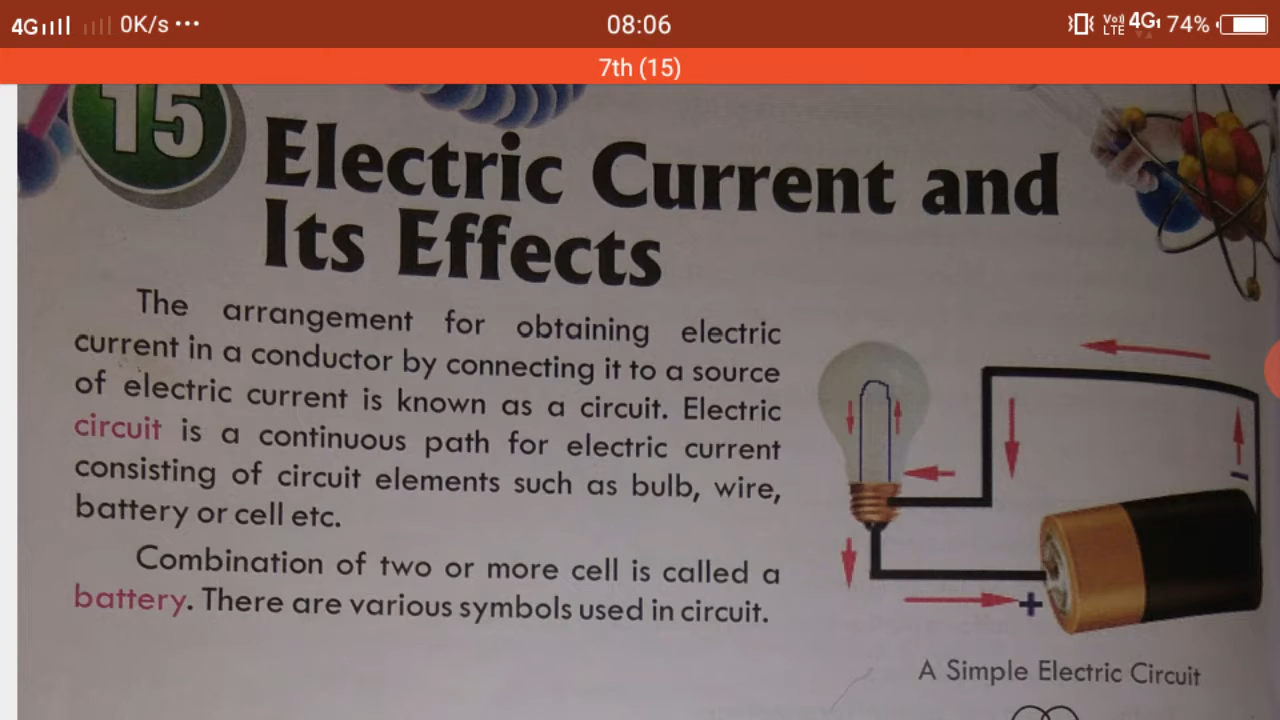 4G 0K/s ... 08:06 VoI) LTE 4G 74%
7th (15)
15
Electric Current and
Its Effects
The arrangement for obtaining electric
current in a conductor by connecting it to a source
of electric current is known as a circuit. Electric
circuit is a continuous path for electric current
consisting of circuit elements such as bulb, wire,
battery or cell etc.
Combination of two or more cell is called a
battery. There are various symbols used in circuit.
−
+
A Simple Electric Circuit